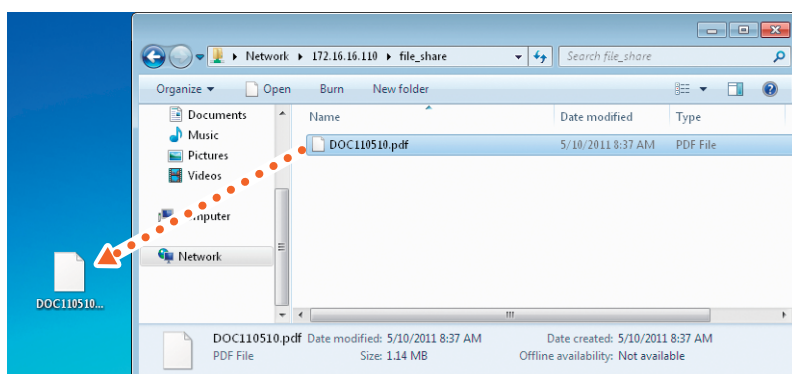 Network ▸ 172.16.16.110 ▸ file_share
Search file_share
Organize Open Burn New folder
Documents
Music
Pictures
Videos
Name Date modified Type
DOC110510.pdf 5/10/2011 8:37 AM PDF File
Network
DOC110510...
DOC110510.pdf Date modified: 5/10/2011 8:37 AM Date created: 5/10/2011 8:37 AM
PDF File Size: 1.14 MB Offline availability: Not available